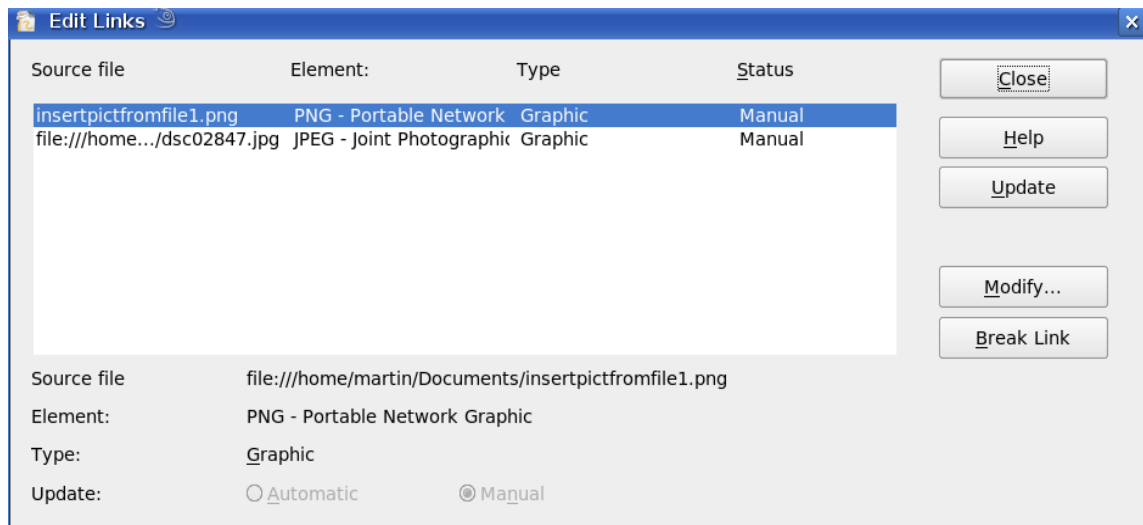 Edit Links
Source file Element: Type Status
insertpictfromfile1.png PNG - Portable Network Graphic Manual
file:///home.../dsc02847.jpg JPEG - Joint Photographic Graphic Manual
Close
Help
Update
Modify...
Break Link
Source file file:///home/martin/Documents/insertpictfromfile1.png
Element: PNG - Portable Network Graphic
Type: Graphic
Update: Automatic Manual